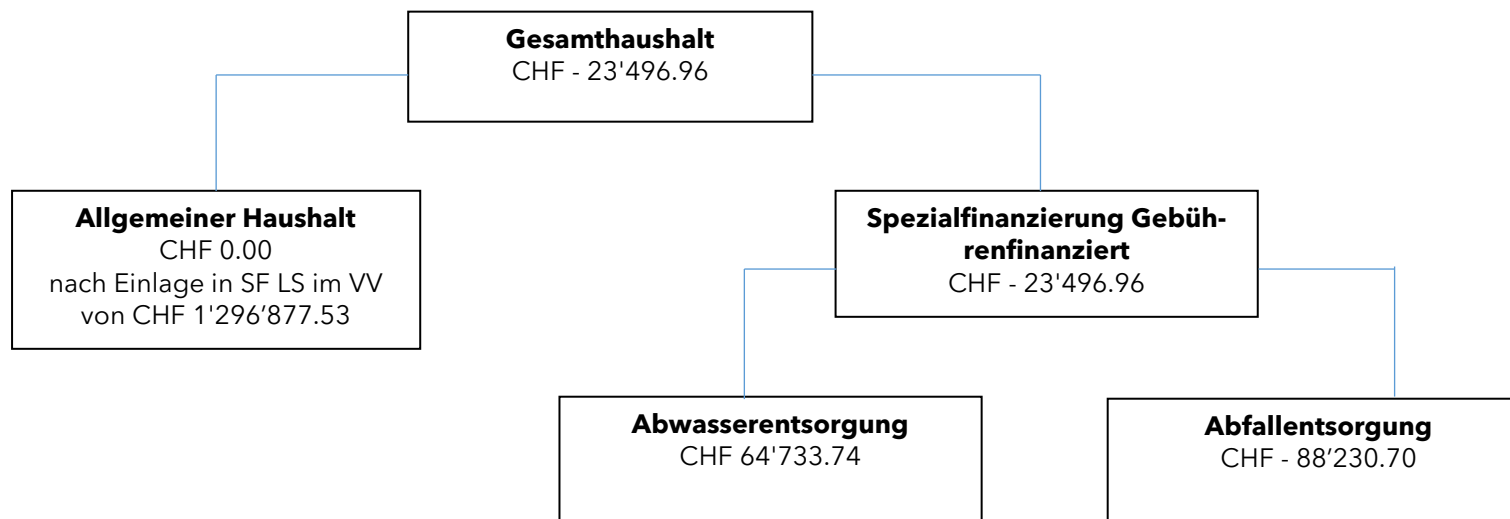 Gesamthaushalt
CHF - 23'496.96
Allgemeiner Haushalt
CHF 0.00
nach Einlage in SF LS im VV
von CHF 1'296’877.53
Spezialfinanzierung Gebüh-
renfinanziert
CHF - 23'496.96
Abwasserentsorgung
CHF 64'733.74
Abfallentsorgung
CHF - 88’230.70